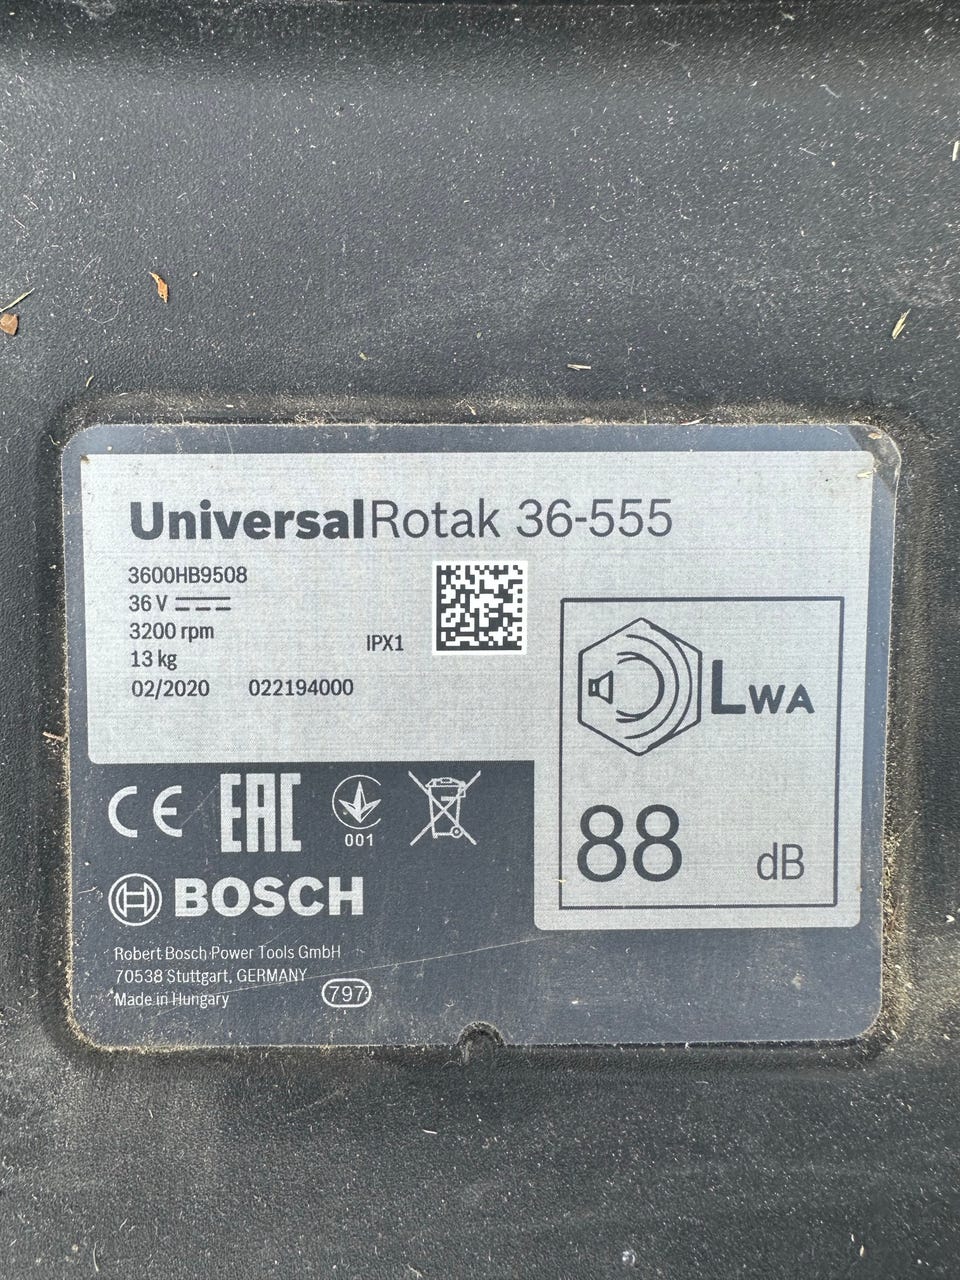 UniversalRotak 36-555
3600HB9508
36 V
3200 rpm
IPX1
13 kg
02/2020 022194000
LWA
88 dB
CE EAC 001
BOSCH
Robert Bosch Power Tools GmbH
70538 Stuttgart, GERMANY
Made in Hungary 797